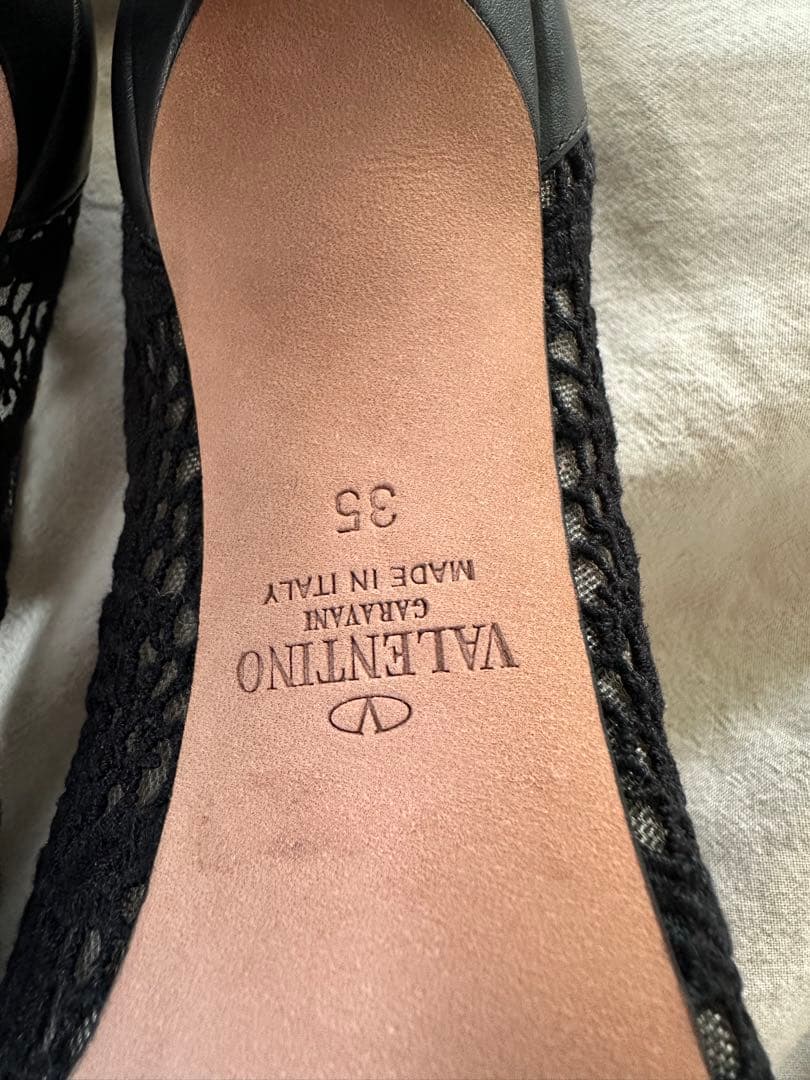 V
VALENTINO
GARAVANI
MADE IN ITALY
35